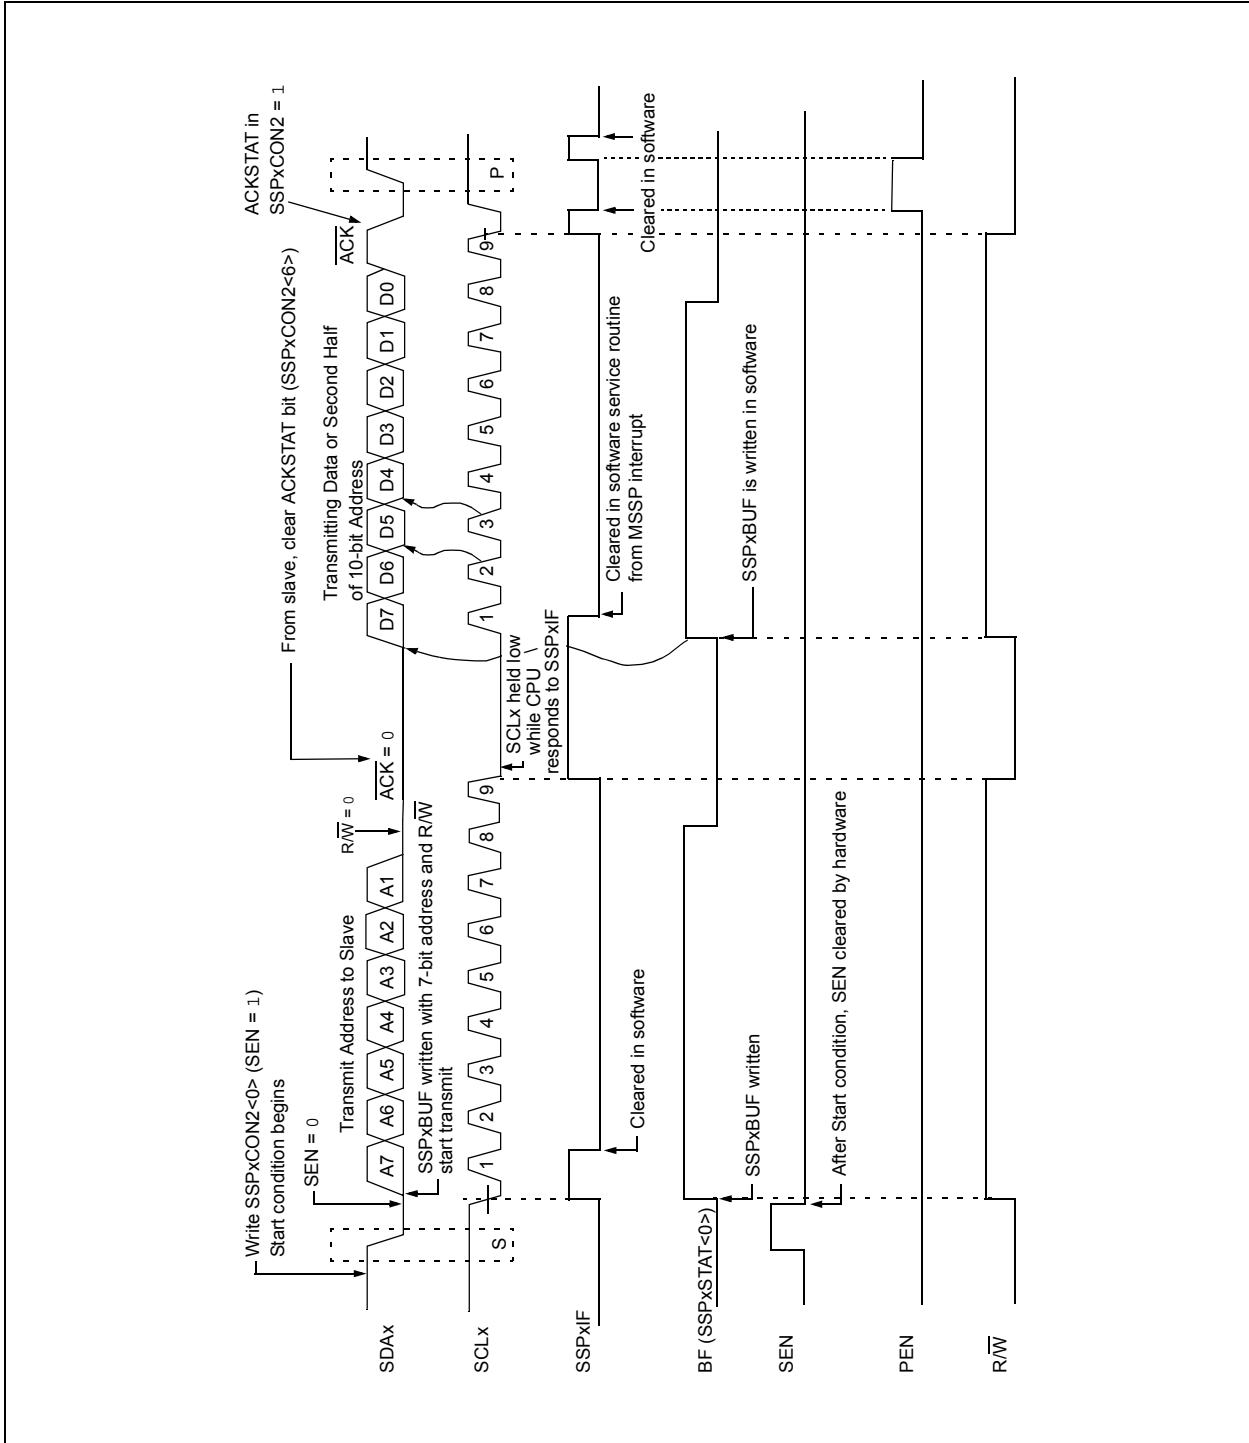 Write SSPxCON2<0> (SEN = 1)
Start condition begins
From slave, clear ACKSTAT bit (SSPxCON2<6>)
ACKSTAT in
SSPxCON2 = 1
SEN = 0
Transmit Address to Slave
R/W = 0
ACK = 0
Transmitting Data or Second Half
of 10-bit Address
ACK
SDAx
A7 A6 A5 A4 A3 A2 A1
D7 D6 D5 D4 D3 D2 D1 D0
SSPxBUF written with 7-bit address and R/W
start transmit
SCLx
S
1 2 3 4 5 6 7 8 9
1 2 3 4 5 6 7 8 9
P
SCLx held low
while CPU
responds to SSPxIF
SSPxIF
Cleared in software
Cleared in software service routine
from MSSP interrupt
Cleared in software
Cleared in software
BF (SSPxSTAT<0>)
SSPxBUF written
SSPxBUF is written in software
SEN
After Start condition, SEN cleared by hardware
PEN
R/W